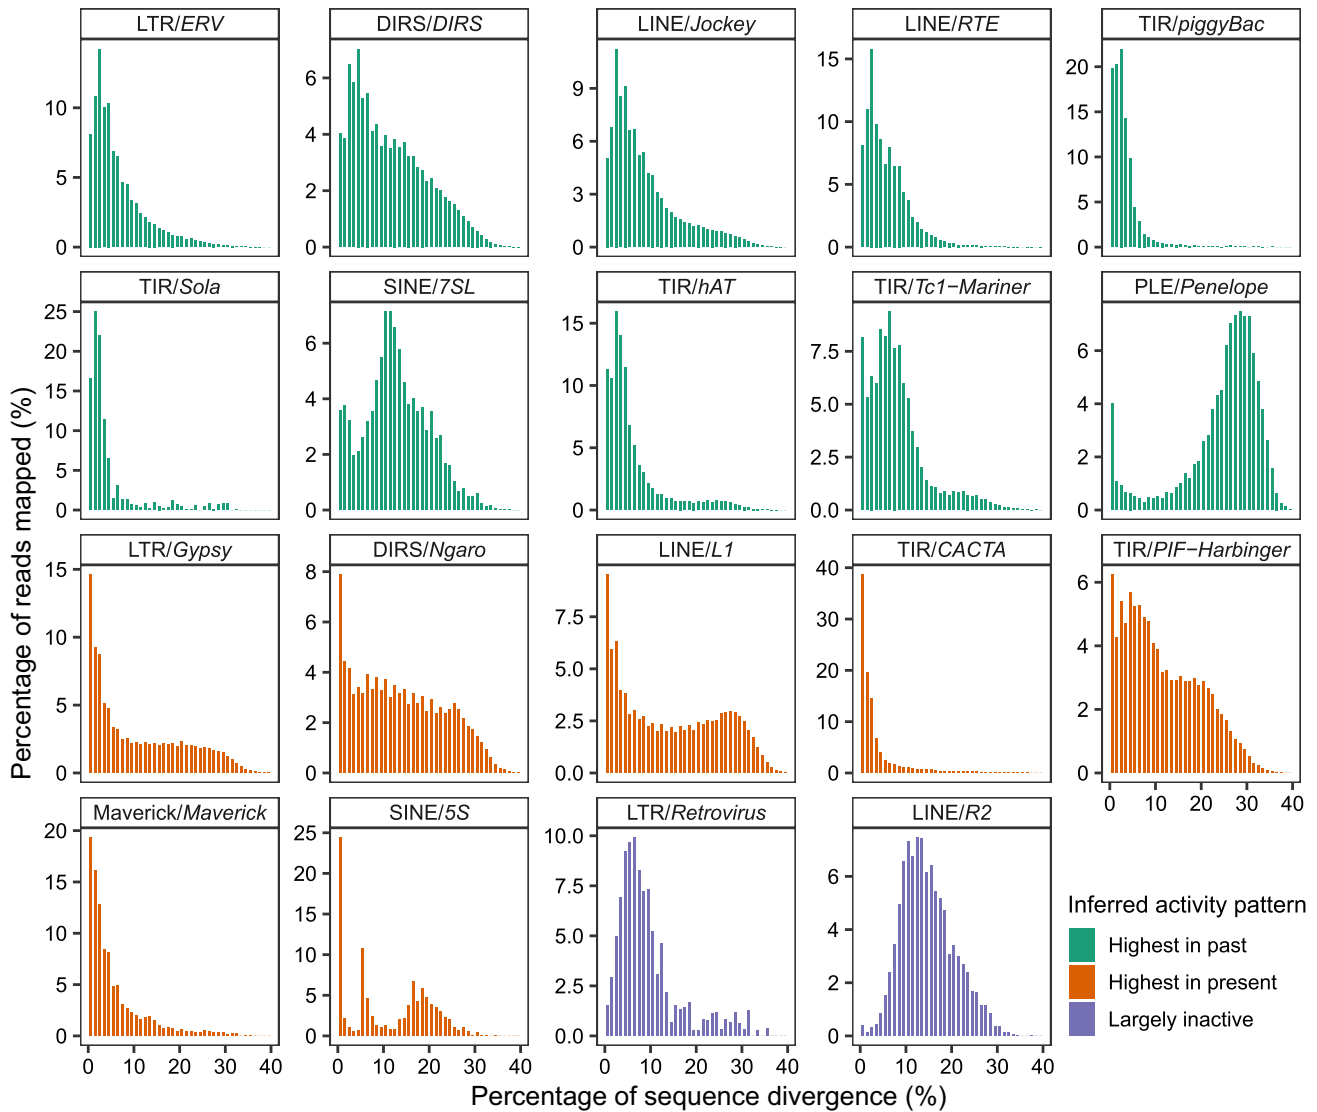 LTR/ERV
DIRS/DIRS
LINE/Jockey
LINE/RTE
TIR/piggyBac
10
5
0
6
4
2
0
9
6
3
0
15
10
5
0
20
15
10
5
0
TIR/Sola
SINE/7SL
TIR/hAT
TIR/Tc1−Mariner
PLE/Penelope
25
20
15
10
5
0
6
4
2
0
15
10
5
0
7.5
5.0
2.5
0.0
6
4
2
0
LTR/Gypsy
DIRS/Ngaro
LINE/L1
TIR/CACTA
TIR/PIF−Harbinger
15
10
5
0
8
6
4
2
0
7.5
5.0
2.5
0.0
40
30
20
10
0
6
4
2
0
0 10 20 30 40
Maverick/Maverick
SINE/5S
LTR/Retrovirus
LINE/R2
20
15
10
5
0
25
20
15
10
5
0
10.0
7.5
5.0
2.5
0.0
6
4
2
0
0 10 20 30 40
0 10 20 30 40
0 10 20 30 40
0 10 20 30 40
Percentage of reads mapped (%)
Percentage of sequence divergence (%)
Inferred activity pattern
Highest in past
Highest in present
Largely inactive